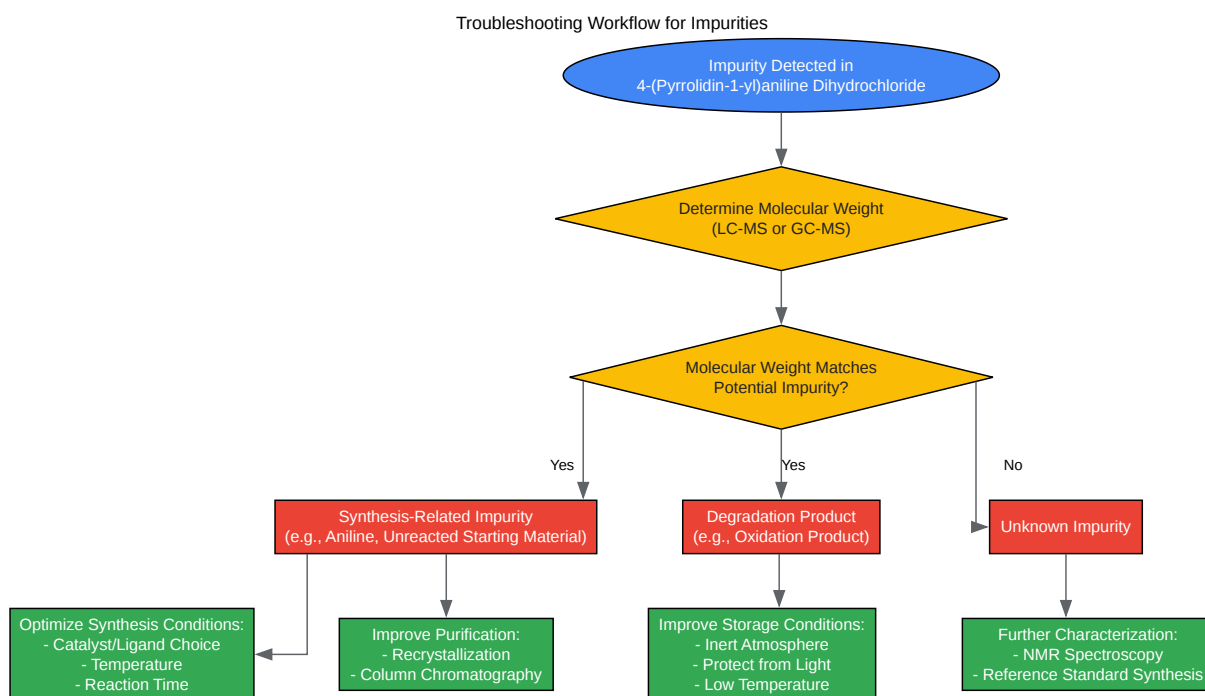 Troubleshooting Workflow for Impurities
Impurity Detected in
4-(Pyrrolidin-1-yl)aniline Dihydrochloride
Determine Molecular Weight
(LC-MS or GC-MS)
Molecular Weight Matches
Potential Impurity?
Yes
Yes
No
Synthesis-Related Impurity
(e.g., Aniline, Unreacted Starting Material)
Degradation Product
(e.g., Oxidation Product)
Unknown Impurity
Optimize Synthesis Conditions:
- Catalyst/Ligand Choice
- Temperature
- Reaction Time
Improve Purification:
- Recrystallization
- Column Chromatography
Improve Storage Conditions:
- Inert Atmosphere
- Protect from Light
- Low Temperature
Further Characterization:
- NMR Spectroscopy
- Reference Standard Synthesis